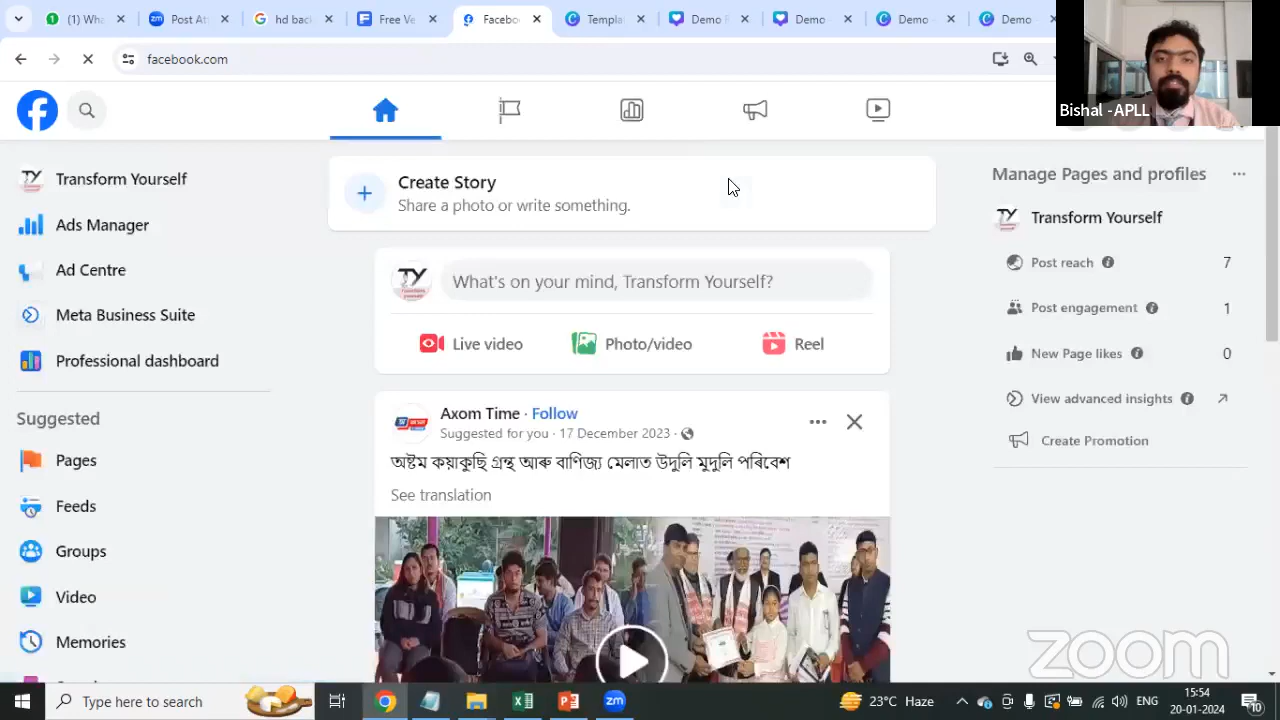 (1) Wha
Post At
hd back
Free Ve
Facebo
Templa
Demo
Demo
Demo
Demo
facebook.com
Bishal -APLL
Transform Yourself
Ads Manager
Ad Centre
Meta Business Suite
Professional dashboard
Suggested
Pages
Feeds
Groups
Video
Memories
Create Story
Share a photo or write something.
What's on your mind, Transform Yourself?
Live video
Photo/video
Reel
Axom Time · Follow
Suggested for you · 17 December 2023 ·
অষ্টম কয়াকুছি গ্ৰন্থ আৰু বাণিজ্য মেলাত উদুলি মুদুলি পৰিবেশ
See translation
Manage Pages and profiles
Transform Yourself
Post reach 7
Post engagement 1
New Page likes 0
View advanced insights
Create Promotion
zoom
Type here to search
23°C Haze
ENG
15:54
20-01-2024
10